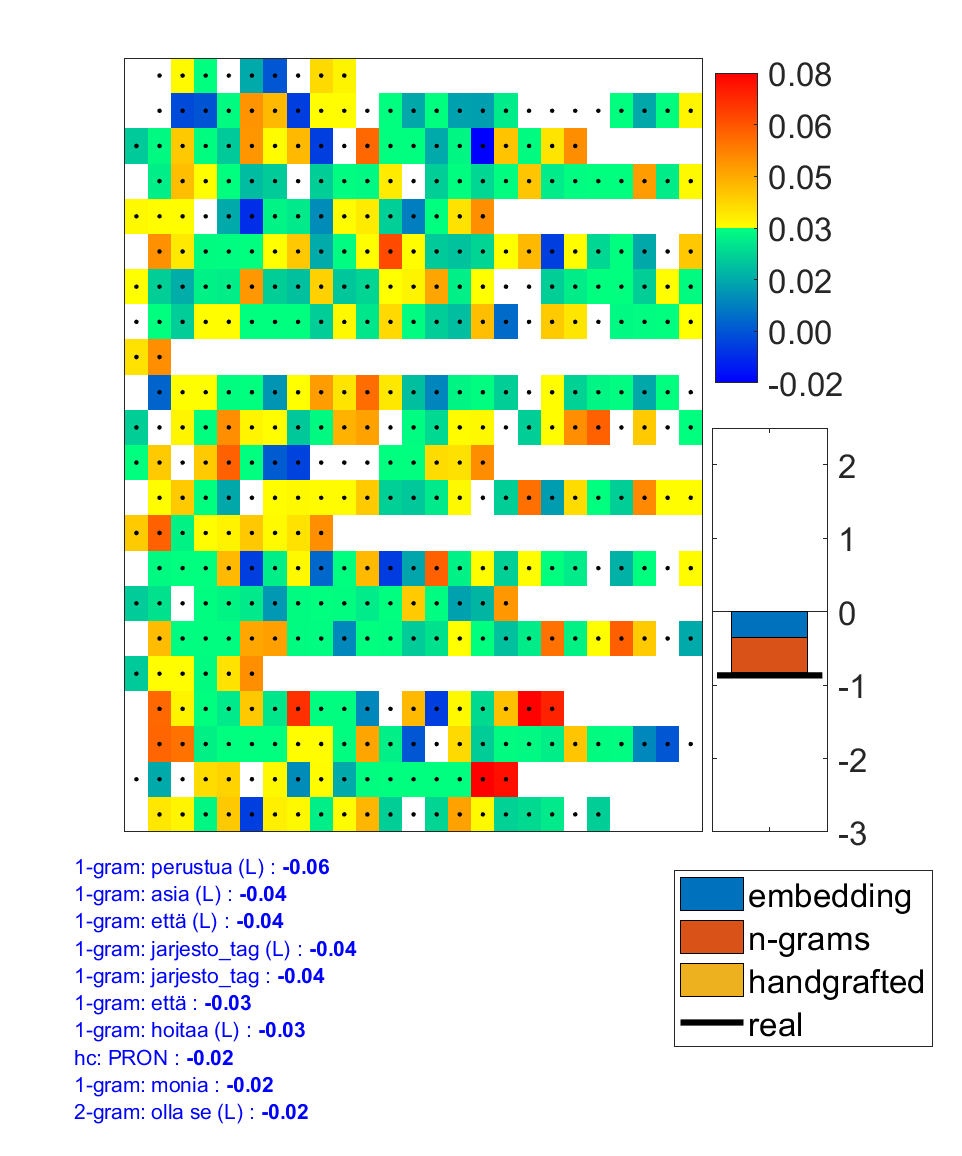 0.08
0.06
0.05
0.03
0.02
0.00
-0.02
2
1
0
-1
-2
-3
1-gram: perustua (L) : -0.06
1-gram: asia (L) : -0.04
1-gram: että (L) : -0.04
1-gram: jarjesto_tag (L) : -0.04
1-gram: jarjesto_tag : -0.04
1-gram: että : -0.03
1-gram: hoitaa (L) : -0.03
hc: PRON : -0.02
1-gram: monia : -0.02
2-gram: olla se (L) : -0.02
embedding
n-grams
handgrafted
real